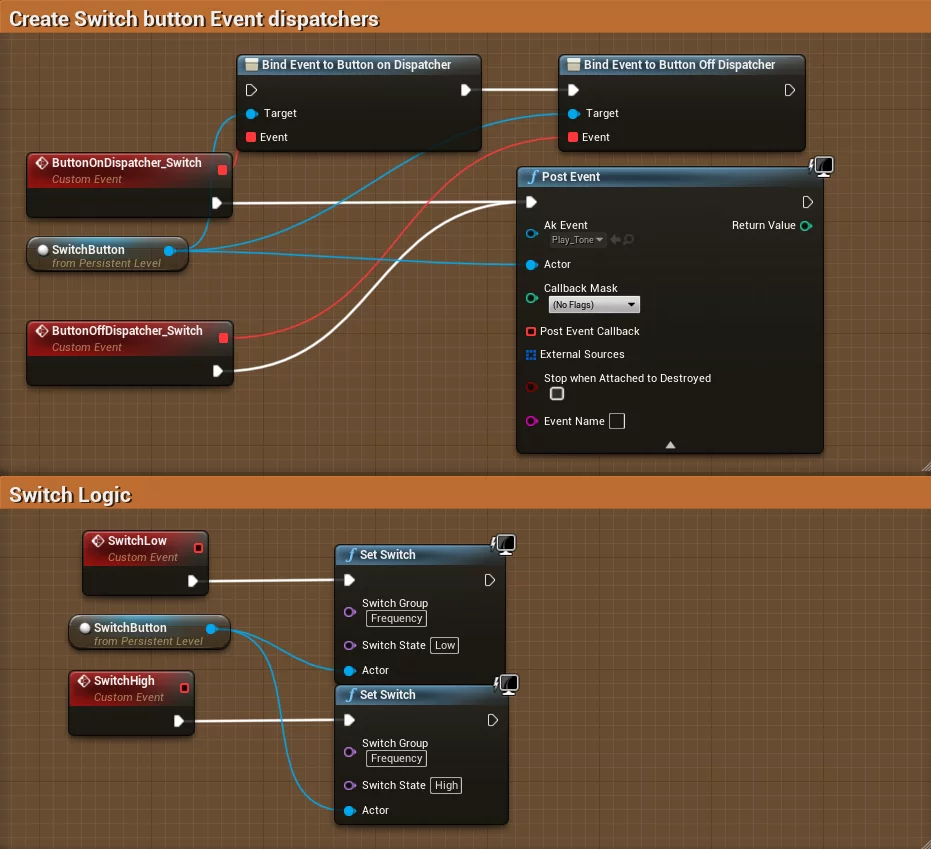 Create Switch button Event dispatchers
Bind Event to Button on Dispatcher
Target
Event
Bind Event to Button Off Dispatcher
Target
Event
ButtonOnDispatcher_Switch
Custom Event
SwitchButton
from Persistent Level
ButtonOffDispatcher_Switch
Custom Event
f Post Event
Ak Event
Play_Tone
Return Value
Actor
Callback Mask
(No Flags)
Post Event Callback
External Sources
Stop when Attached to Destroyed
Event Name
Switch Logic
SwitchLow
Custom Event
SwitchButton
from Persistent Level
SwitchHigh
Custom Event
f Set Switch
Switch Group
Frequency
Switch State Low
Actor
f Set Switch
Switch Group
Frequency
Switch State High
Actor